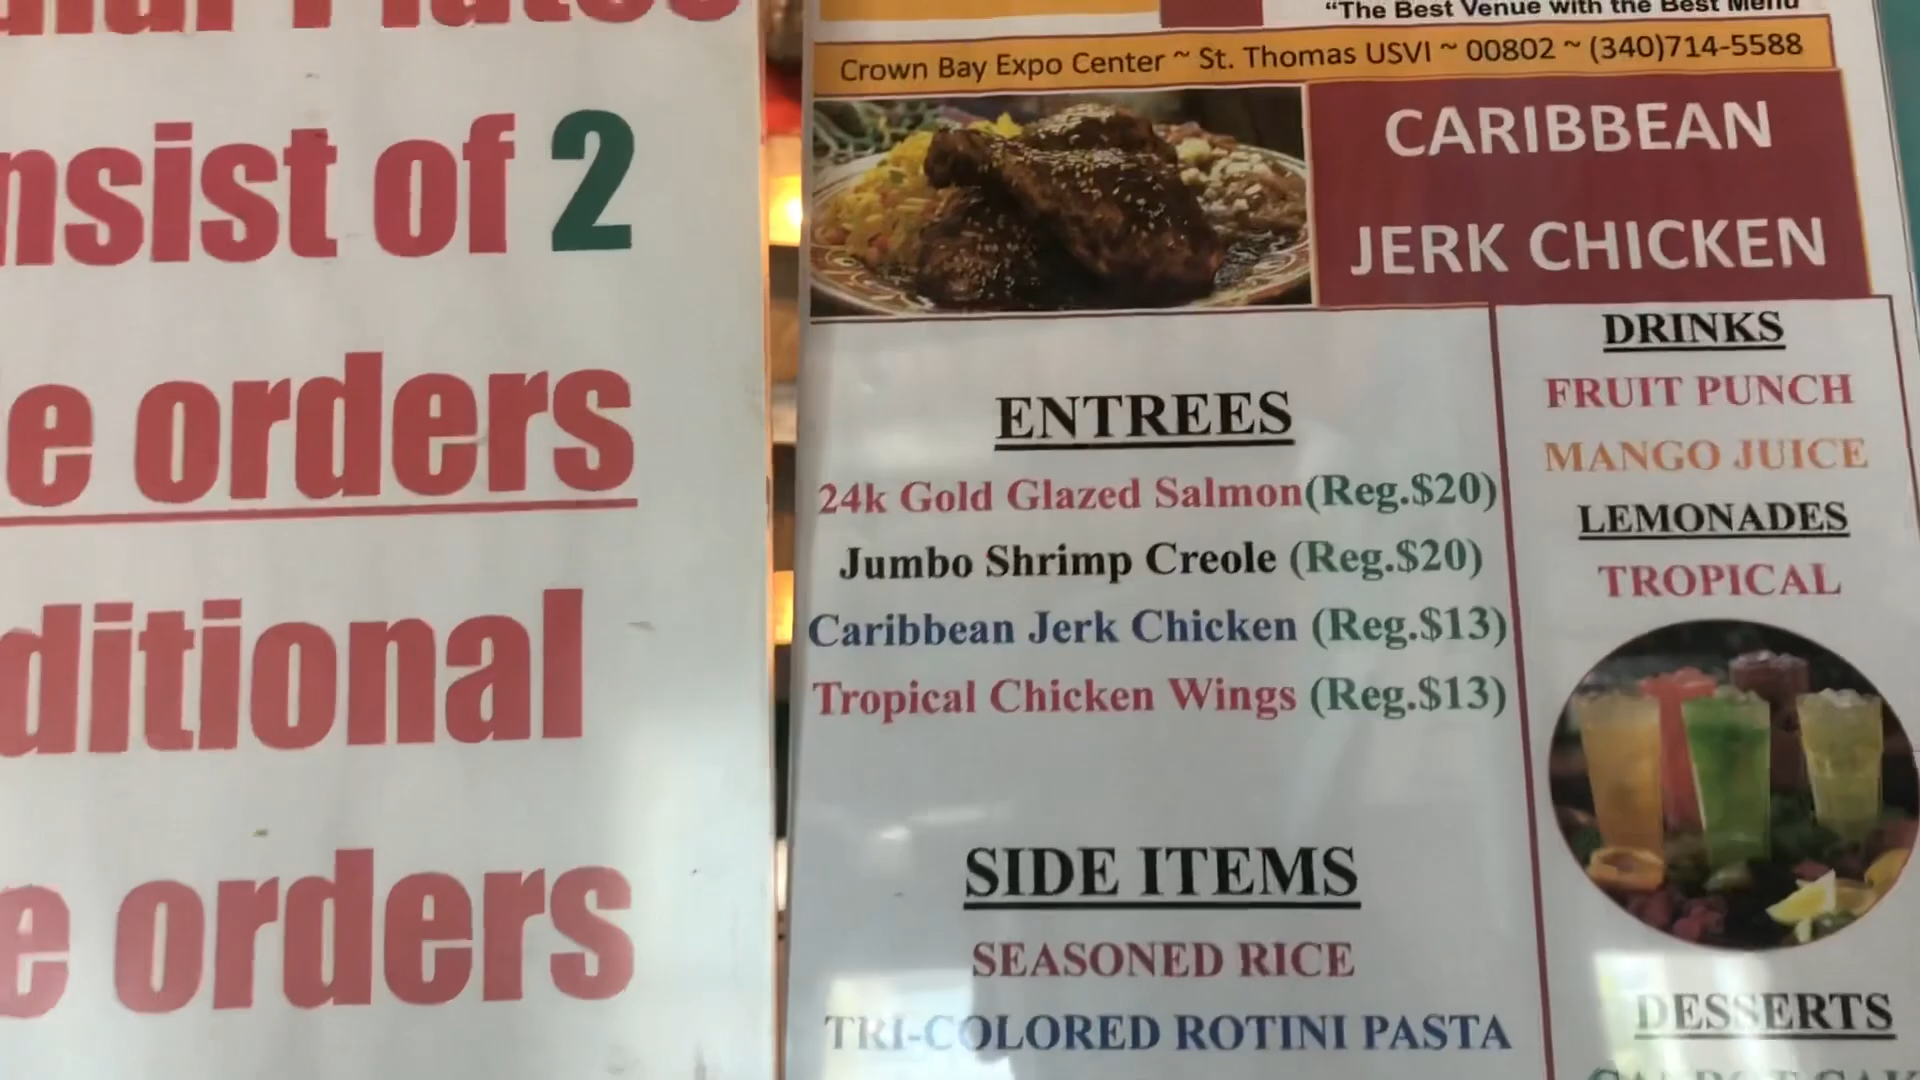 Plates
nsist of 2
e orders
ditional
e orders
"The Best Venue with the Best Menu
Crown Bay Expo Center ~ St. Thomas USVI ~ 00802 ~ (340)714-5588
CARIBBEAN
JERK CHICKEN
ENTREES
24k Gold Glazed Salmon(Reg.$20)
Jumbo Shrimp Creole (Reg.$20)
Caribbean Jerk Chicken (Reg.$13)
Tropical Chicken Wings (Reg.$13)
SIDE ITEMS
SEASONED RICE
TRI-COLORED ROTINI PASTA
DRINKS
FRUIT PUNCH
MANGO JUICE
LEMONADES
TROPICAL
DESSERTS